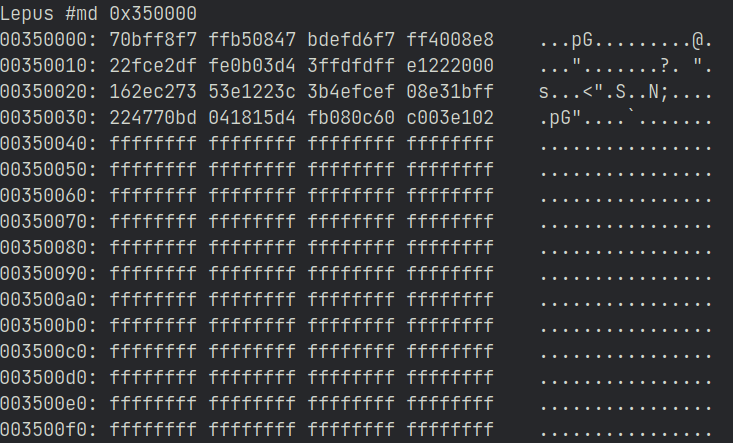 Lepus #md 0x350000
00350000: 70bff8f7 ffb50847 bdefd6f7 ff4008e8    ...pG.........@.
00350010: 22fce2df fe0b03d4 3ffdfdff e1222000    ...".......?. ".
00350020: 162ec273 53e1223c 3b4efcef 08e31bff    s...<".S..N;....
00350030: 224770bd 041815d4 fb080c60 c003e102    .pG"....`.......
00350040: ffffffff ffffffff ffffffff ffffffff    ................
00350050: ffffffff ffffffff ffffffff ffffffff    ................
00350060: ffffffff ffffffff ffffffff ffffffff    ................
00350070: ffffffff ffffffff ffffffff ffffffff    ................
00350080: ffffffff ffffffff ffffffff ffffffff    ................
00350090: ffffffff ffffffff ffffffff ffffffff    ................
003500a0: ffffffff ffffffff ffffffff ffffffff    ................
003500b0: ffffffff ffffffff ffffffff ffffffff    ................
003500c0: ffffffff ffffffff ffffffff ffffffff    ................
003500d0: ffffffff ffffffff ffffffff ffffffff    ................
003500e0: ffffffff ffffffff ffffffff ffffffff    ................
003500f0: ffffffff ffffffff ffffffff ffffffff    ................